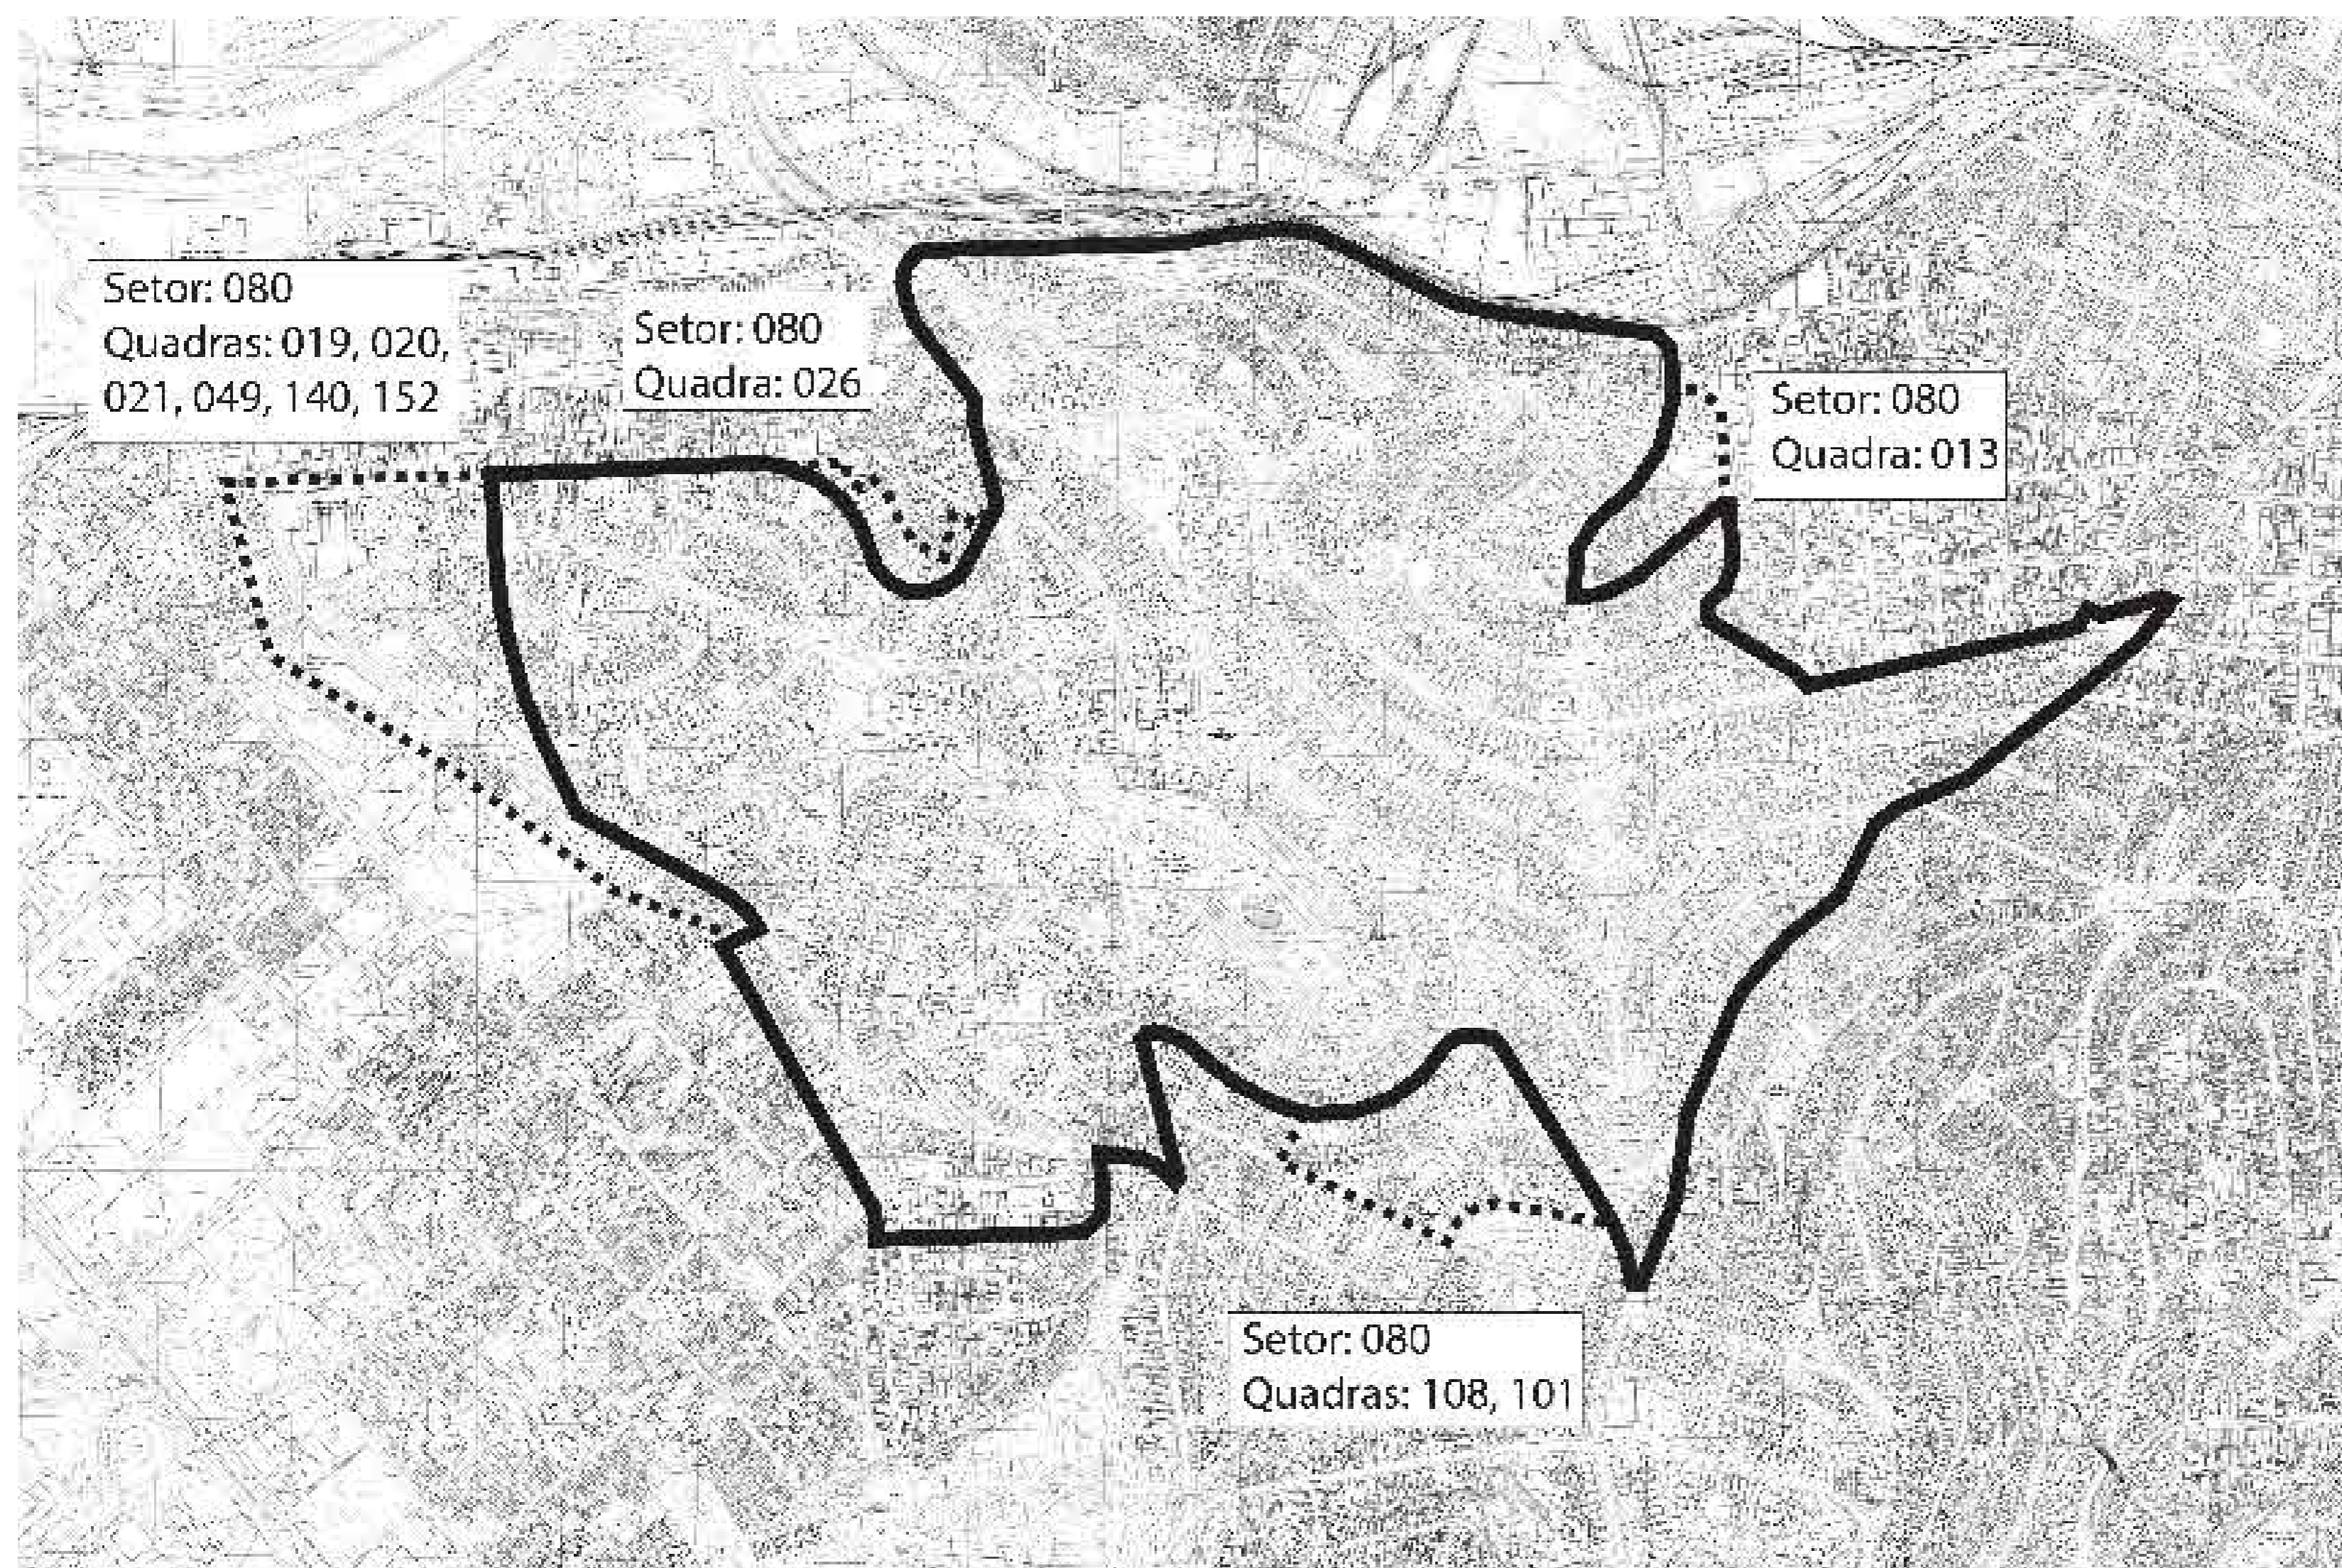 Setor: 080
Quadras: 019, 020,
021, 049, 140, 152
Setor: 080
Quadra: 026
Setor: 080
Quadra: 013
Setor: 080
Quadras: 108, 101